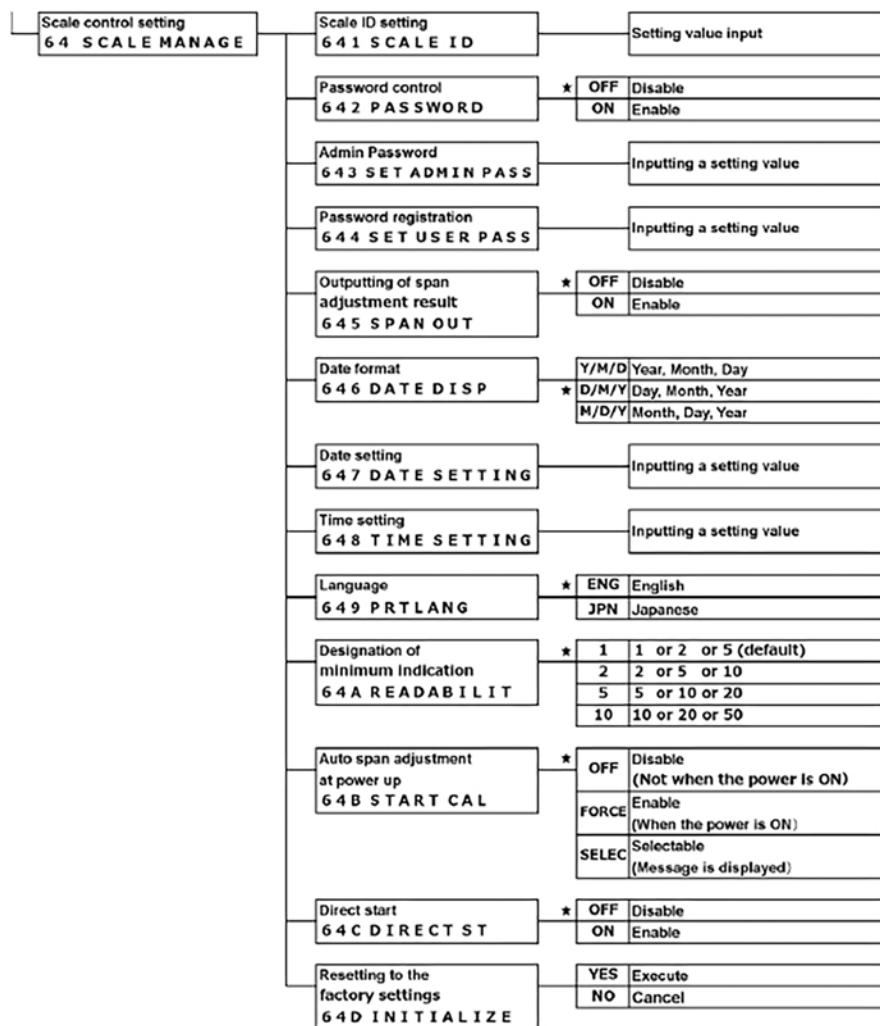 Scale control setting
64 SCALE MANAGE
Scale ID setting
641 SCALE ID
Setting value input
Password control
642 PASSWORD
★ OFF Disable
ON Enable
Admin Password
643 SET ADMIN PASS
Inputting a setting value
Password registration
644 SET USER PASS
Inputting a setting value
Outputting of span
adjustment result
645 SPAN OUT
★ OFF Disable
ON Enable
Date format
646 DATE DISP
Y/M/D Year, Month, Day
★ D/M/Y Day, Month, Year
M/D/Y Month, Day, Year
Date setting
647 DATE SETTING
Inputting a setting value
Time setting
648 TIME SETTING
Inputting a setting value
Language
649 PRTLANG
★ ENG English
JPN Japanese
Designation of
minimum indication
64A READABILIT
★ 1 1 or 2 or 5 (default)
2 2 or 5 or 10
5 5 or 10 or 20
10 10 or 20 or 50
Auto span adjustment
at power up
64B START CAL
★ OFF Disable
(Not when the power is ON)
FORCE Enable
(When the power is ON)
SELEC Selectable
(Message is displayed)
Direct start
64C DIRECT ST
★ OFF Disable
ON Enable
Resetting to the
factory settings
64D INITIALIZE
YES Execute
NO Cancel